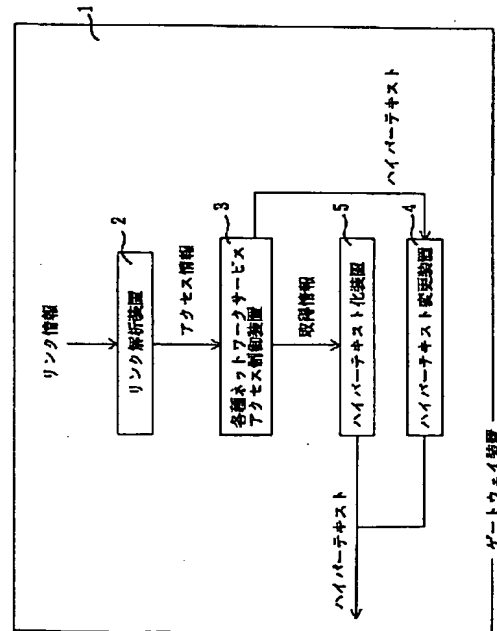 1
リンク情報
2
リンク解析装置
アクセス情報
3
各種ネットワークサービス
アクセス制御装置
ハイパーテキスト
取得情報
5
ハイパーテキスト化装置
4
ハイパーテキスト変更装置
ハイパーテキスト
ゲートウェイ装置